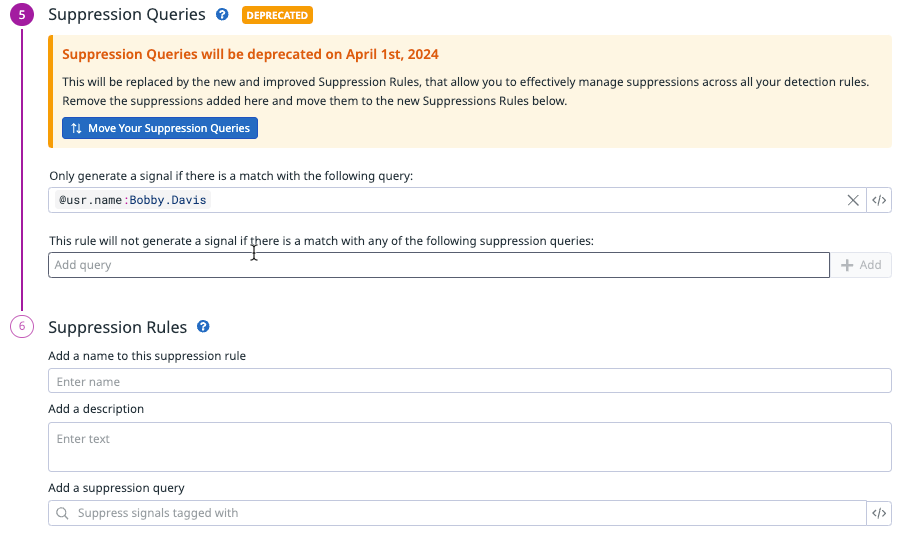 5 Suppression Queries ? DEPRECATED
Suppression Queries will be deprecated on April 1st, 2024
This will be replaced by the new and improved Suppression Rules, that allow you to effectively manage suppressions across all your detection rules.
Remove the suppressions added here and move them to the new Suppressions Rules below.
Move Your Suppression Queries
Only generate a signal if there is a match with the following query:
@usr.name:Bobby.Davis </>
This rule will not generate a signal if there is a match with any of the following suppression queries:
Add query + Add
6 Suppression Rules ?
Add a name to this suppression rule
Enter name
Add a description
Enter text
Add a suppression query
Suppress signals tagged with </>